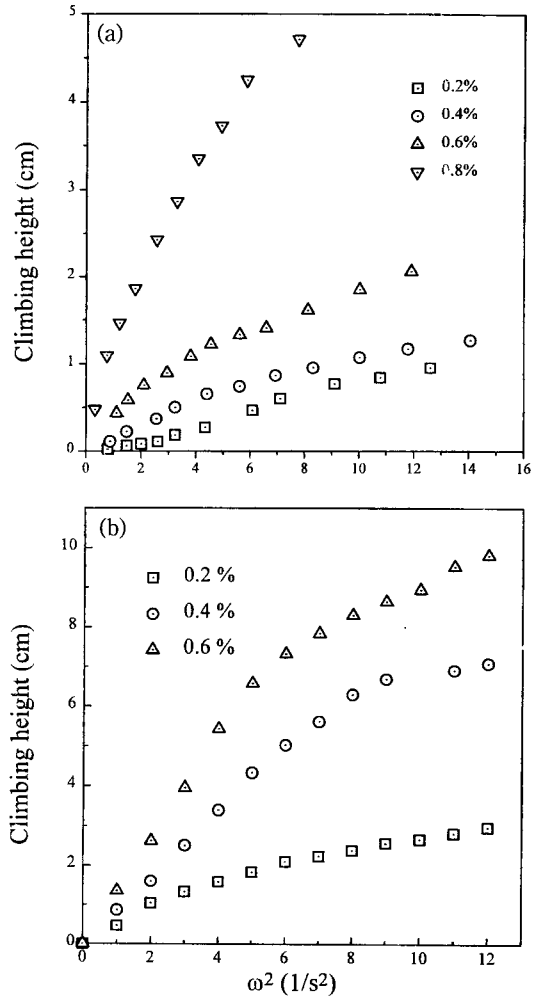 (a)
5
4
3
2
1
0
Climbing height (cm)
0.2%
0.4%
0.6%
0.8%
0 2 4 6 8 10 12 14 16
(b)
10
8
6
4
2
0
Climbing height (cm)
0.2 %
0.4 %
0.6 %
0 2 4 6 8 10 12
ω² (1/s²)